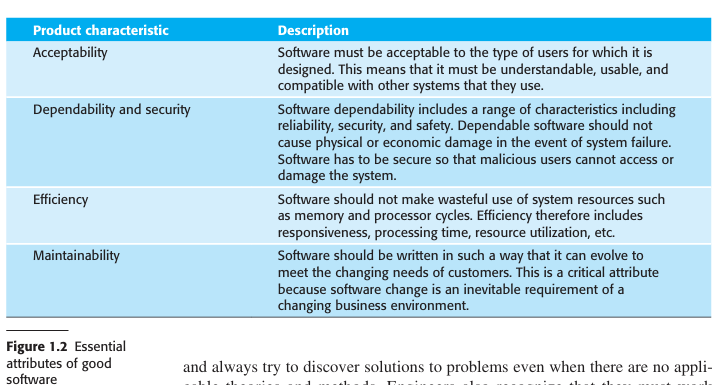 Product characteristic Description
Acceptability Software must be acceptable to the type of users for which it is
designed. This means that it must be understandable, usable, and
compatible with other systems that they use.
Dependability and security Software dependability includes a range of characteristics including
reliability, security, and safety. Dependable software should not
cause physical or economic damage in the event of system failure.
Software has to be secure so that malicious users cannot access or
damage the system.
Efficiency Software should not make wasteful use of system resources such
as memory and processor cycles. Efficiency therefore includes
responsiveness, processing time, resource utilization, etc.
Maintainability Software should be written in such a way that it can evolve to
meet the changing needs of customers. This is a critical attribute
because software change is an inevitable requirement of a
changing business environment.
Figure 1.2 Essential
attributes of good
software
and always try to discover solutions to problems even when there are no appli-
cable theories and methods. Engineers also recognize that they must work